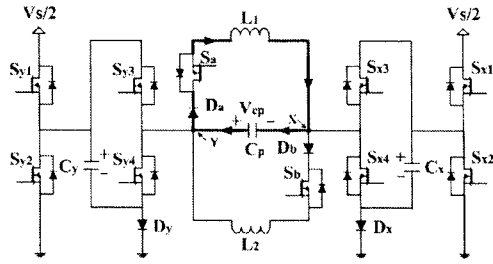 Vs/2
L1
Vs/2
Sa
Sy1
Sy3
Sx3
Sx1
Da
Vcp
X
+
−
Y
Cp
Db
Sy2
Cy
+
−
Sy4
Sb
Sx4
+
−
Cx
Sx2
Dy
L2
Dx